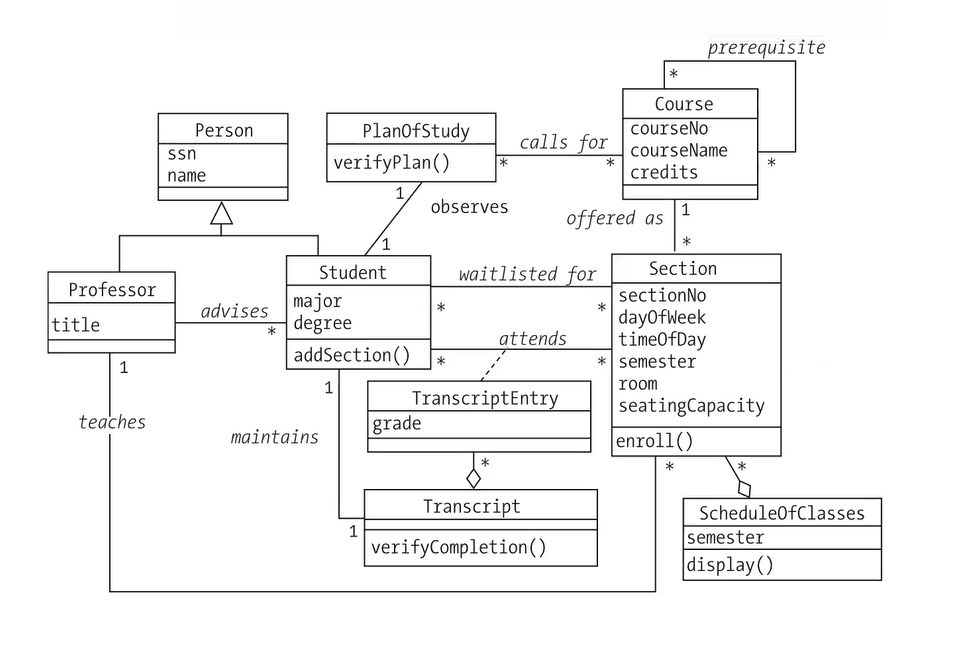 prerequisite
*
Course
courseNo
courseName
credits
*
Person
ssn
name
PlanOfStudy
verifyPlan()
*
calls for
*
1
observes
1
offered as
1
*
Professor
title
advises
*
Student
major
degree
addSection()
waitlisted for
*
*
attends
*
*
Section
sectionNo
dayOfWeek
timeOfDay
semester
room
seatingCapacity
enroll()
1
teaches
1
maintains
1
TranscriptEntry
grade
*
Transcript
verifyCompletion()
*
*
ScheduleOfClasses
semester
display()